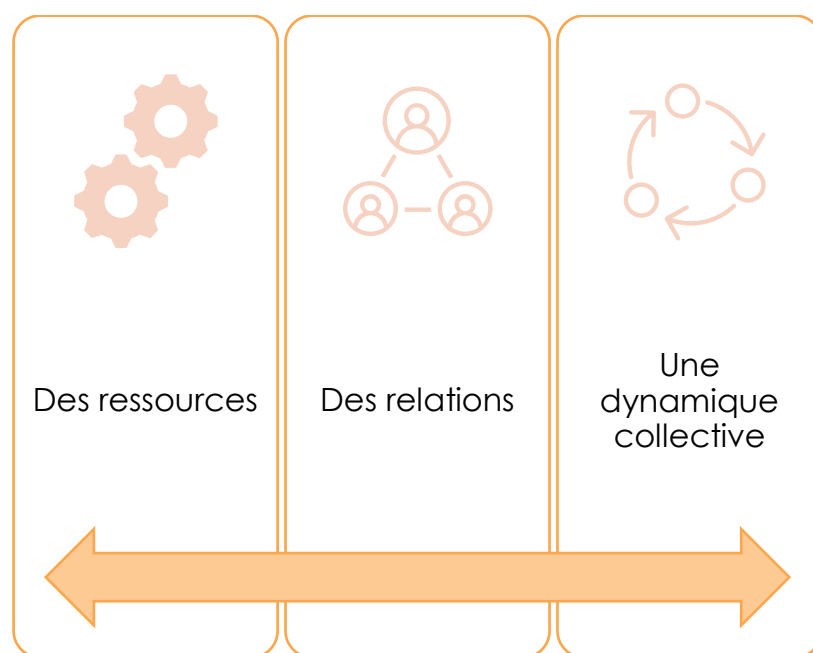 Des ressources
Des relations
Une
dynamique
collective